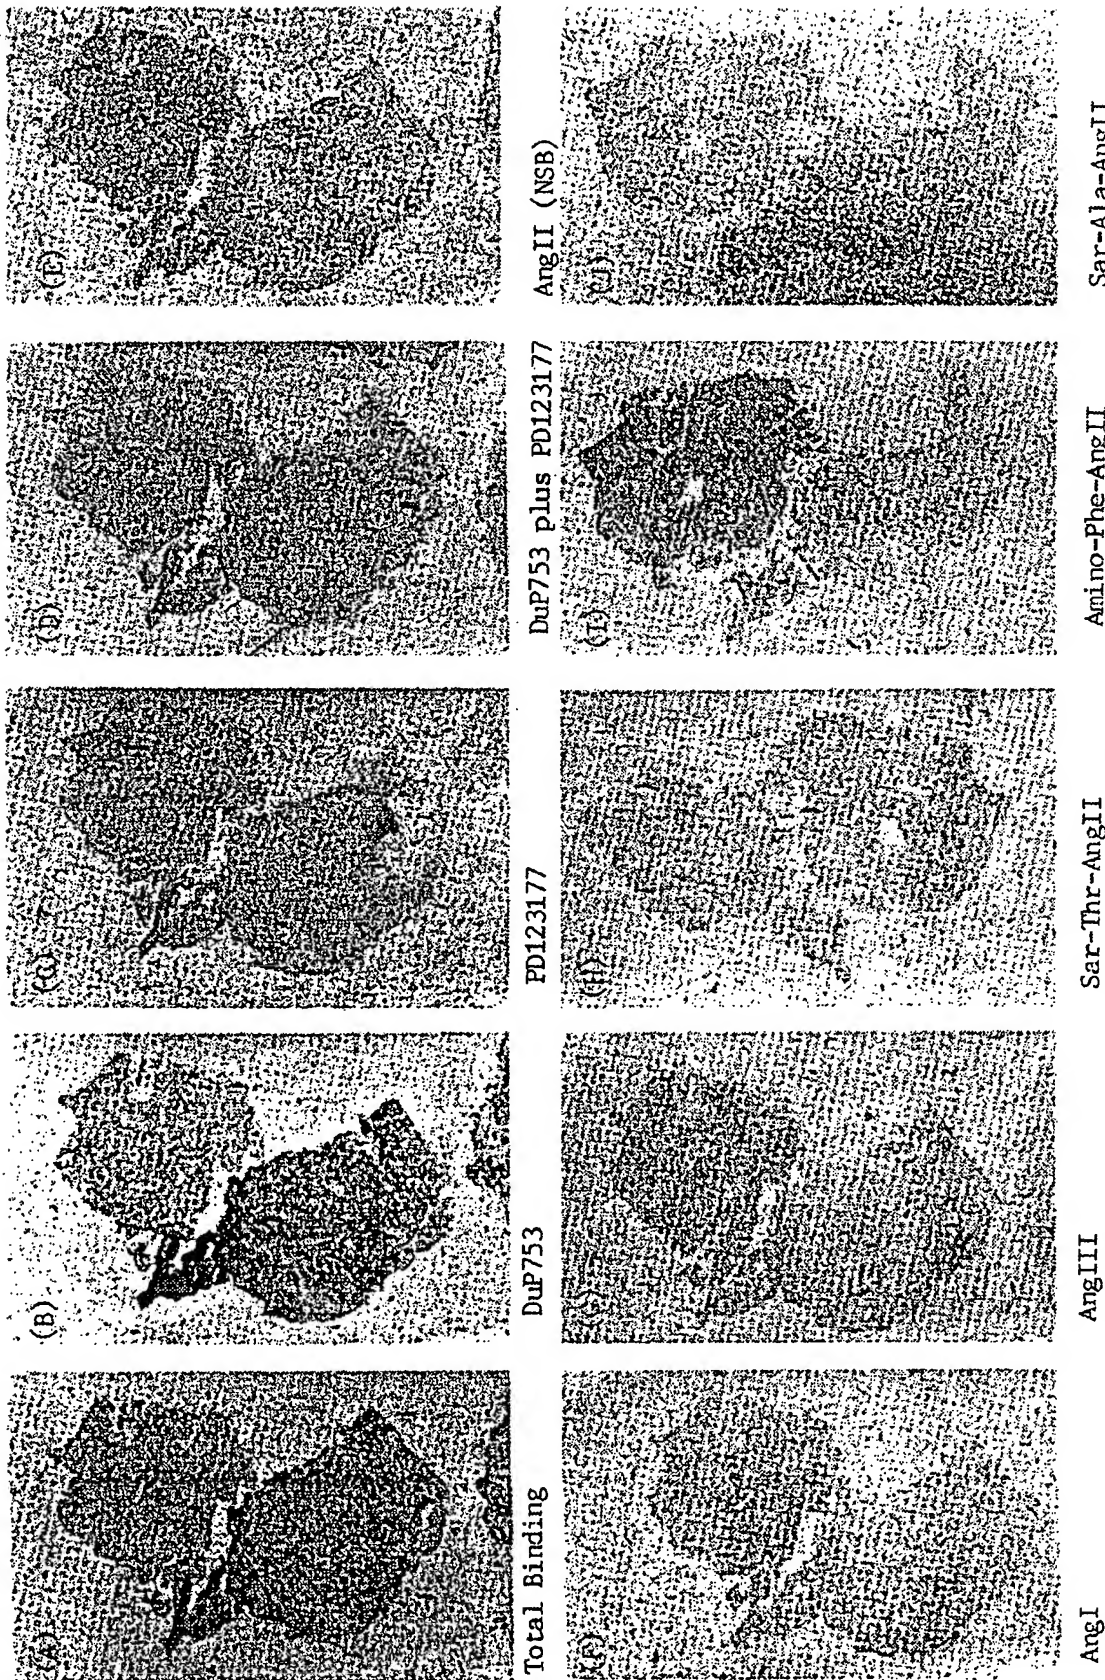 (A)
Total Binding
(B)
DuP753
(C)
PD123177
(D)
DuP753 plus PD123177
(E)
AngII (NSB)
(F)
AngI
AngIII
(H)
Sar-Thr-AngII
(I)
Amino-Phe-AngII
(J)
Sar-Ala-AngII